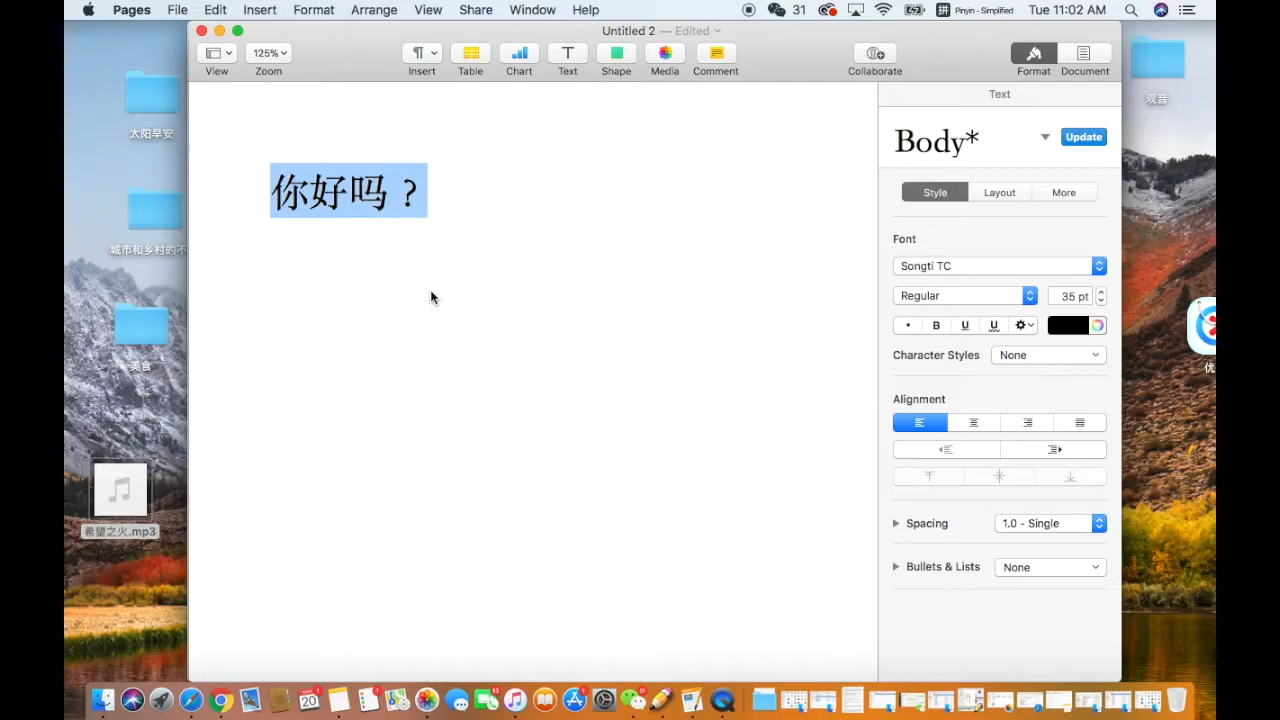 Pages File Edit Insert Format Arrange View Share Window Help 31 Pinyin - Simplified Tue 11:02 AM
Untitled 2 — Edited
125%
View Zoom Insert Table Chart Text Shape Media Comment Collaborate Format Document
Text
Body* Update
Style Layout More
Font
Songti TC
Regular 35 pt
B U U
Character Styles None
Alignment
Spacing 1.0 - Single
Bullets & Lists None
你好吗？
太阳早安
城市和乡村的不
美食
希望之火.mp3
观音
优
20